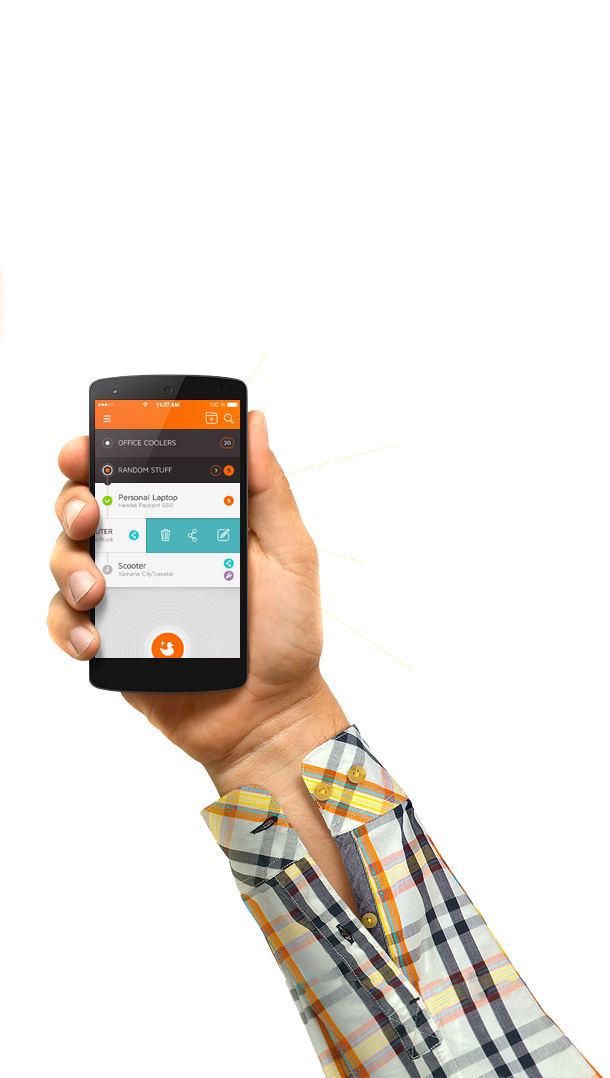 11:27 AM
100 %
OFFICE COOLERS
20
RANDOM STUFF
3
5
Personal Laptop
Hewlet Packard G50
5
UTER
Book
Scooter
Yamana CityTraveler